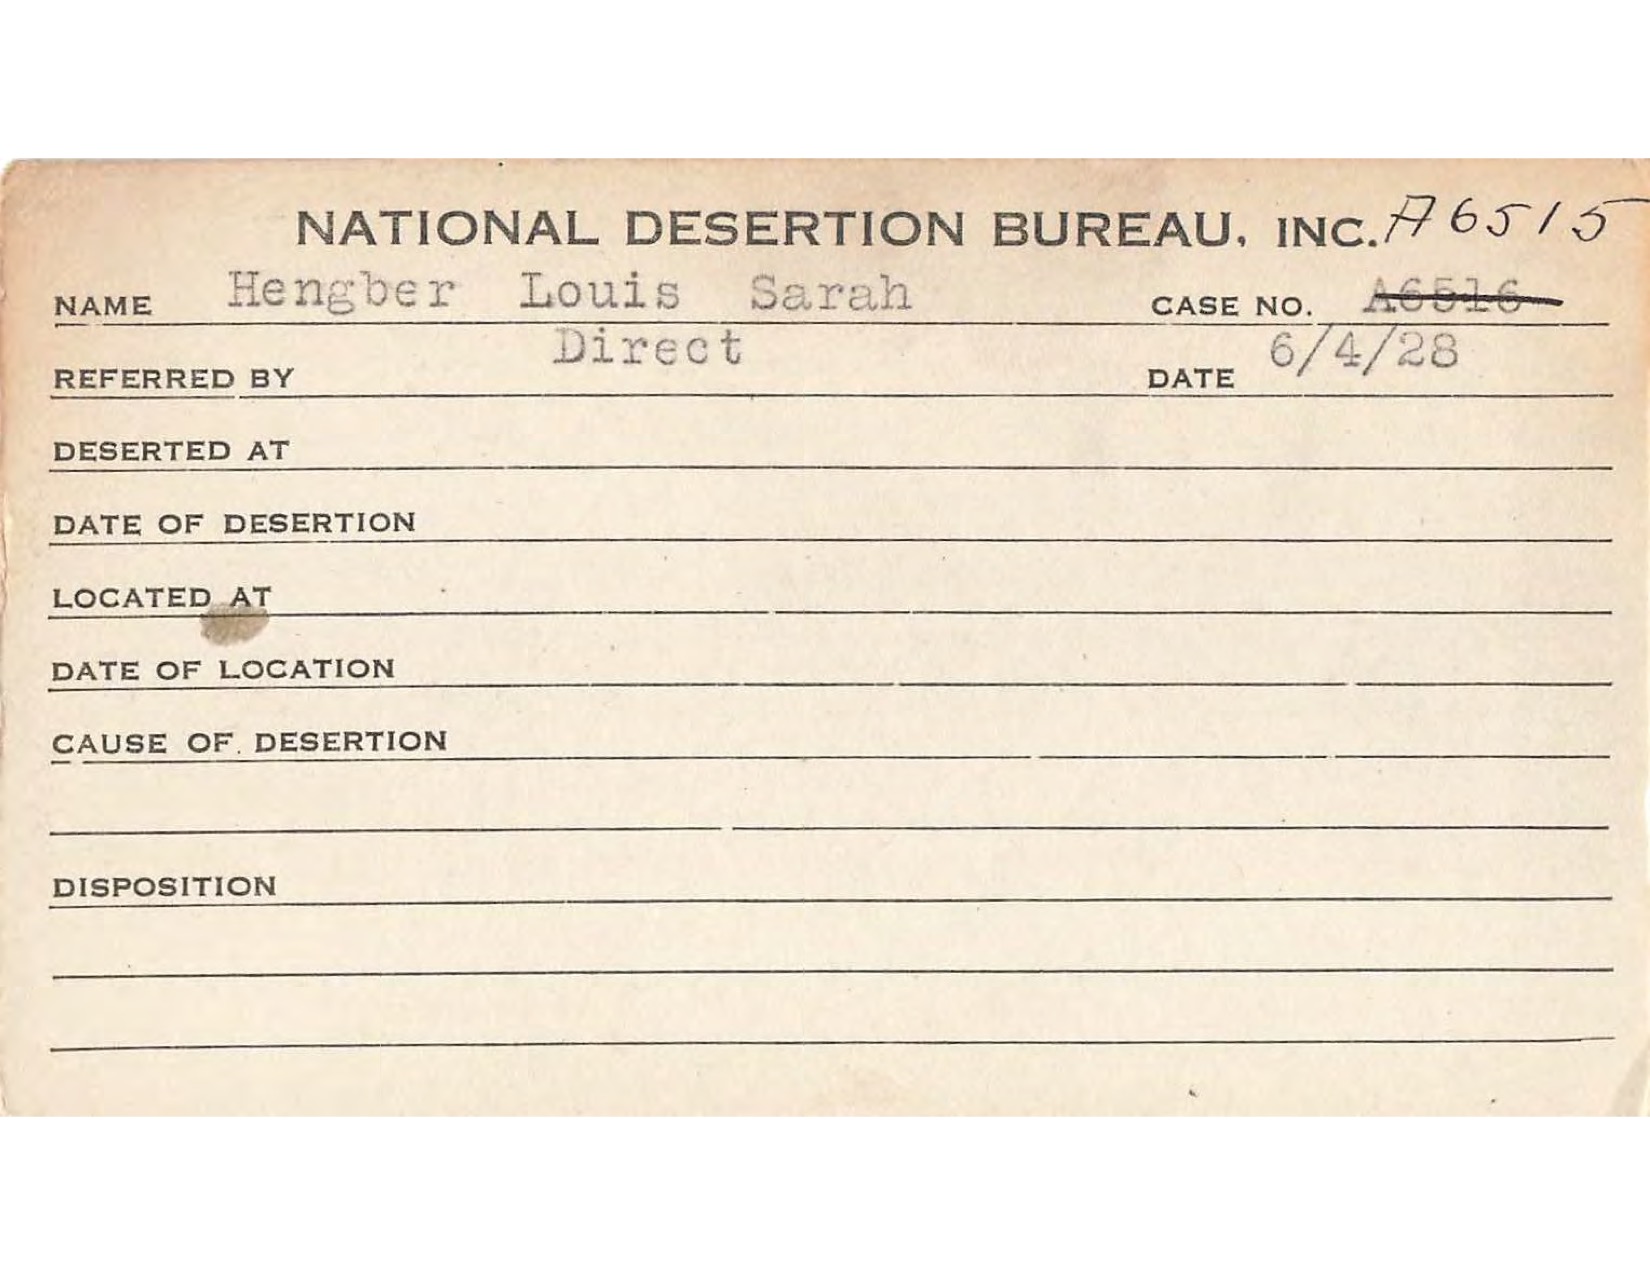 NATIONAL DESERTION BUREAU, INC. A6515
NAME Hengber Louis Sarah CASE NO. A6516
REFERRED BY Direct DATE 6/4/28
DESERTED AT
DATE OF DESERTION
LOCATED AT
DATE OF LOCATION
CAUSE OF DESERTION
DISPOSITION